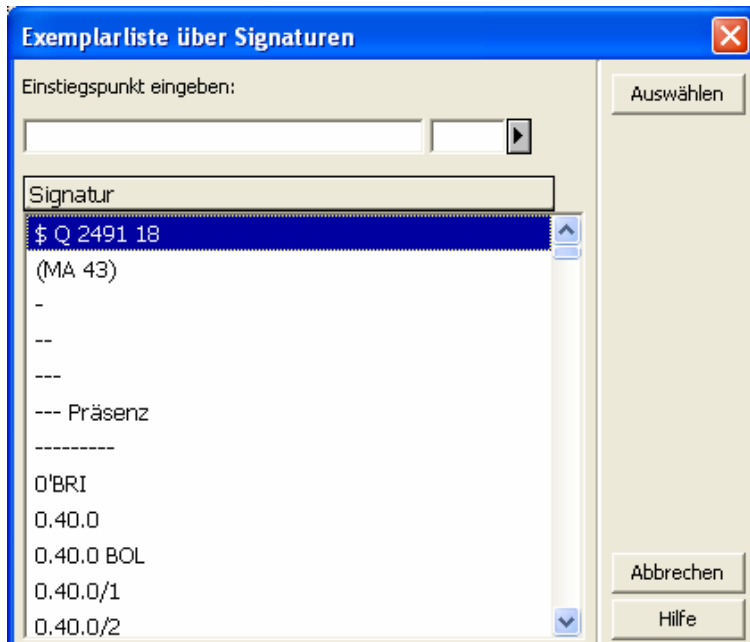 Exemplarliste über Signaturen
Einstiegspunkt eingeben:
Auswählen
Signatur
$ Q 2491 18
(MA 43)
-
--
---
--- Präsenz
---------
0'BRI
0.40.0
0.40.0 BOL
0.40.0/1
0.40.0/2
Abbrechen
Hilfe